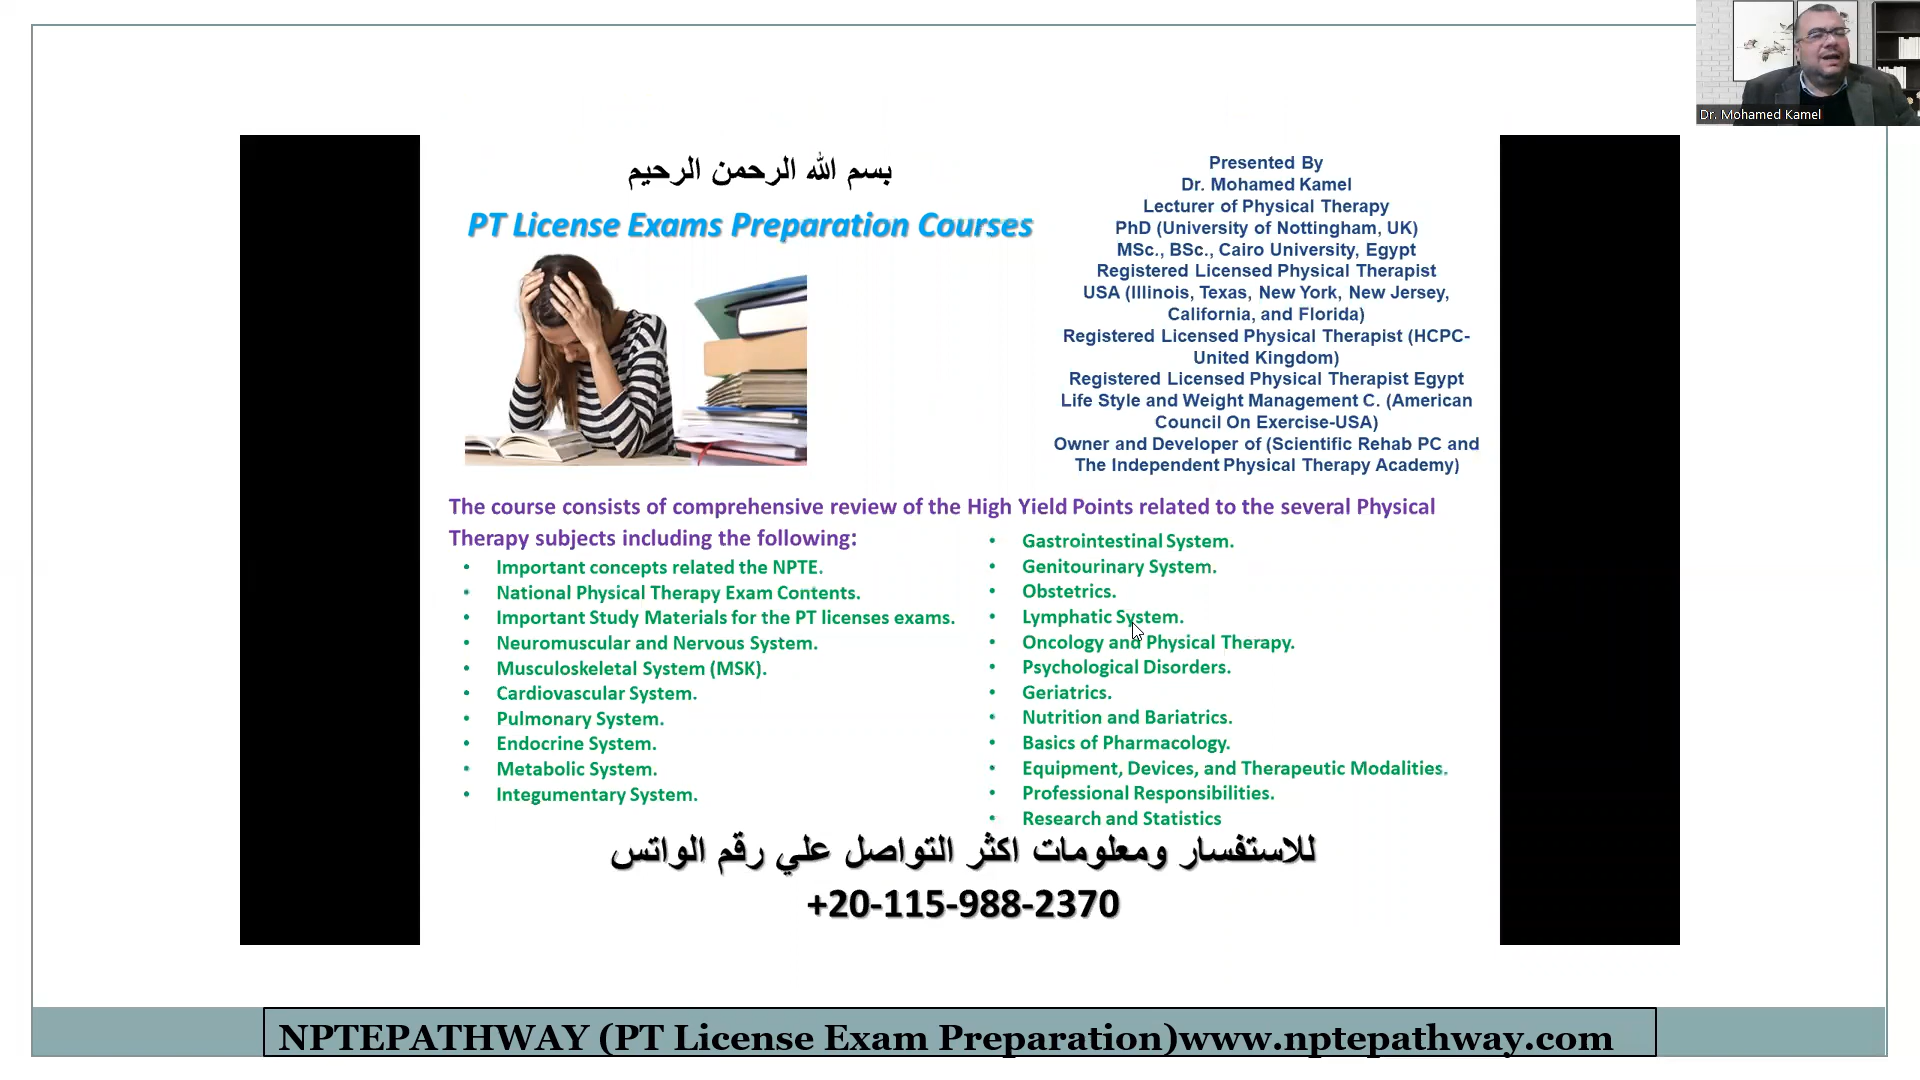 Dr. Mohamed Kamel
بسم الله الرحمن الرحيم
PT License Exams Preparation Courses
Presented By
Dr. Mohamed Kamel
Lecturer of Physical Therapy
PhD (University of Nottingham, UK)
MSc., BSc., Cairo University, Egypt
Registered Licensed Physical Therapist
USA (Illinois, Texas, New York, New Jersey,
California, and Florida)
Registered Licensed Physical Therapist (HCPC-
United Kingdom)
Registered Licensed Physical Therapist Egypt
Life Style and Weight Management C. (American
Council On Exercise-USA)
Owner and Developer of (Scientific Rehab PC and
The Independent Physical Therapy Academy)
The course consists of comprehensive review of the High Yield Points related to the several Physical
Therapy subjects including the following:
• Important concepts related the NPTE.
• National Physical Therapy Exam Contents.
• Important Study Materials for the PT licenses exams.
• Neuromuscular and Nervous System.
• Musculoskeletal System (MSK).
• Cardiovascular System.
• Pulmonary System.
• Endocrine System.
• Metabolic System.
• Integumentary System.
• Gastrointestinal System.
• Genitourinary System.
• Obstetrics.
• Lymphatic System.
• Oncology and Physical Therapy.
• Psychological Disorders.
• Geriatrics.
• Nutrition and Bariatrics.
• Basics of Pharmacology.
• Equipment, Devices, and Therapeutic Modalities.
• Professional Responsibilities.
• Research and Statistics
للاستفسار ومعلومات اكثر التواصل علي رقم الواتس
+20-115-988-2370
NPTEPATHWAY (PT License Exam Preparation)www.nptepathway.com